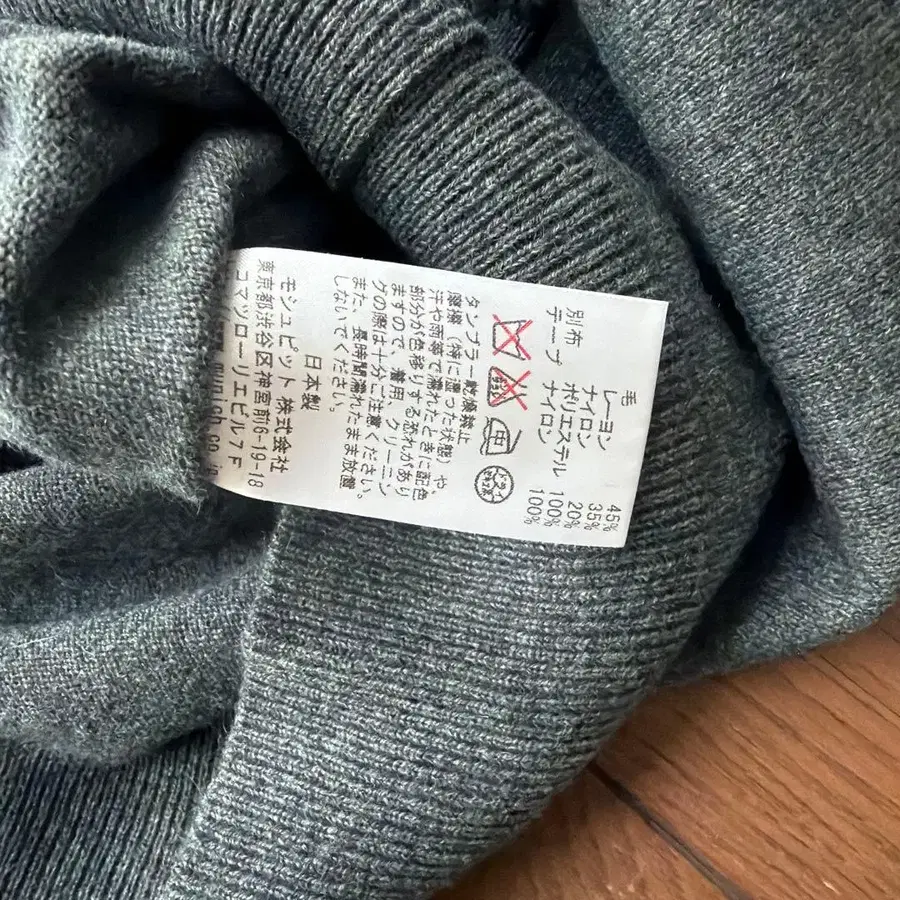 毛 45%
レーヨン 35%
ナイロン 20%
別布 ポリエステル 100%
テープ ナイロン 100%
タンブラー乾燥禁止
摩擦(特に湿った状態)や、
汗や雨等で濡れたときに配色
部分が色移りする恐れがあり
ますので、着用、クリーニン
グの際は十分ご注意ください。
また、長時間濡れたまま放置
しないでください。
日本製
モシュピット 株式会社
東京都渋谷区神宮前6-19-18
コマツローリエビル7F
munich.co.jp